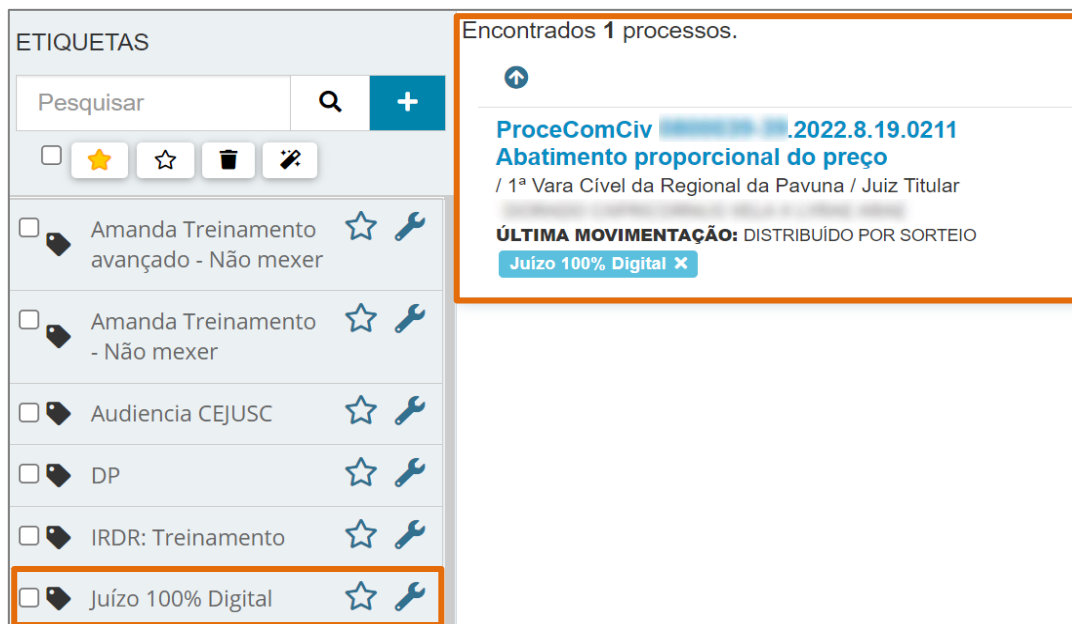 ETIQUETAS
Pesquisar
Amanda Treinamento
avançado - Não mexer
Amanda Treinamento
- Não mexer
Audiencia CEJUSC
DP
IRDR: Treinamento
Juízo 100% Digital
Encontrados 1 processos.
ProceComCiv .2022.8.19.0211
Abatimento proporcional do preço
/ 1ª Vara Cível da Regional da Pavuna / Juiz Titular
ÚLTIMA MOVIMENTAÇÃO: DISTRIBUÍDO POR SORTEIO
Juízo 100% Digital ×